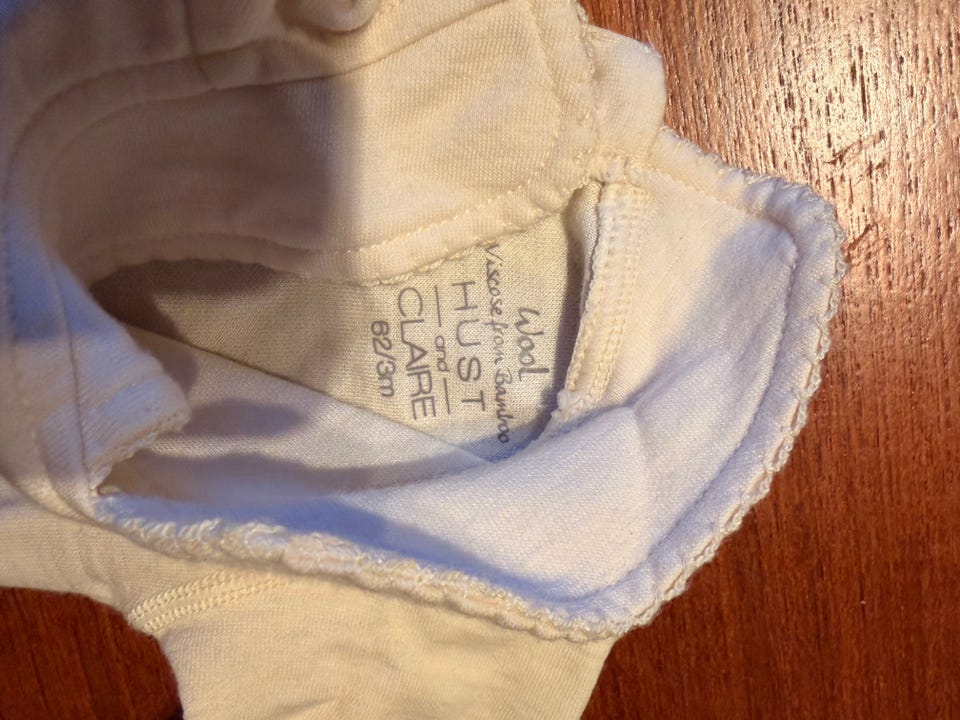 Wool
Viscose from Bamboo
HUST
and
CLAIRE
62/3m